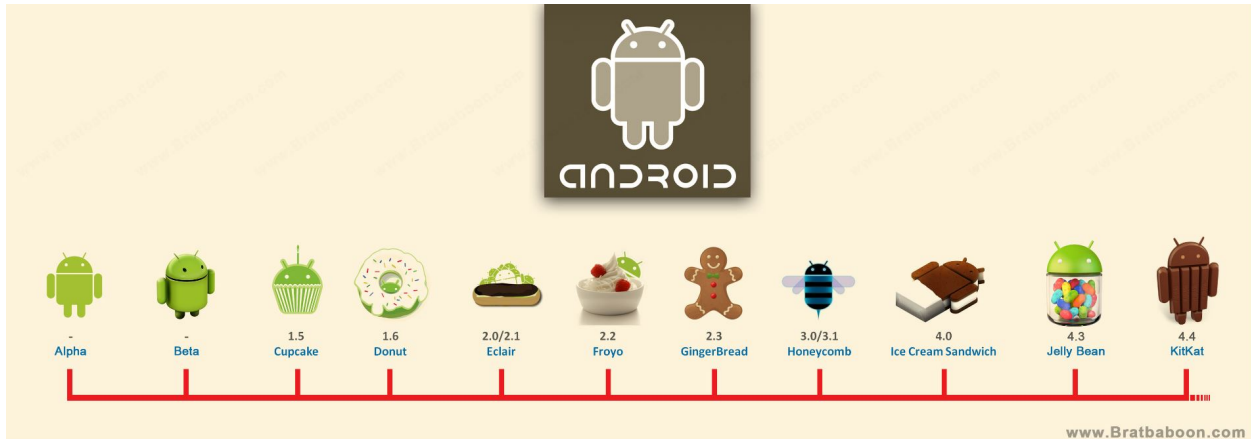 ANDROID
-
Alpha
-
Beta
1.5
Cupcake
1.6
Donut
2.0/2.1
Eclair
2.2
Froyo
2.3
GingerBread
3.0/3.1
Honeycomb
4.0
Ice Cream Sandwich
4.3
Jelly Bean
4.4
KitKat
www.Bratbaboon.com